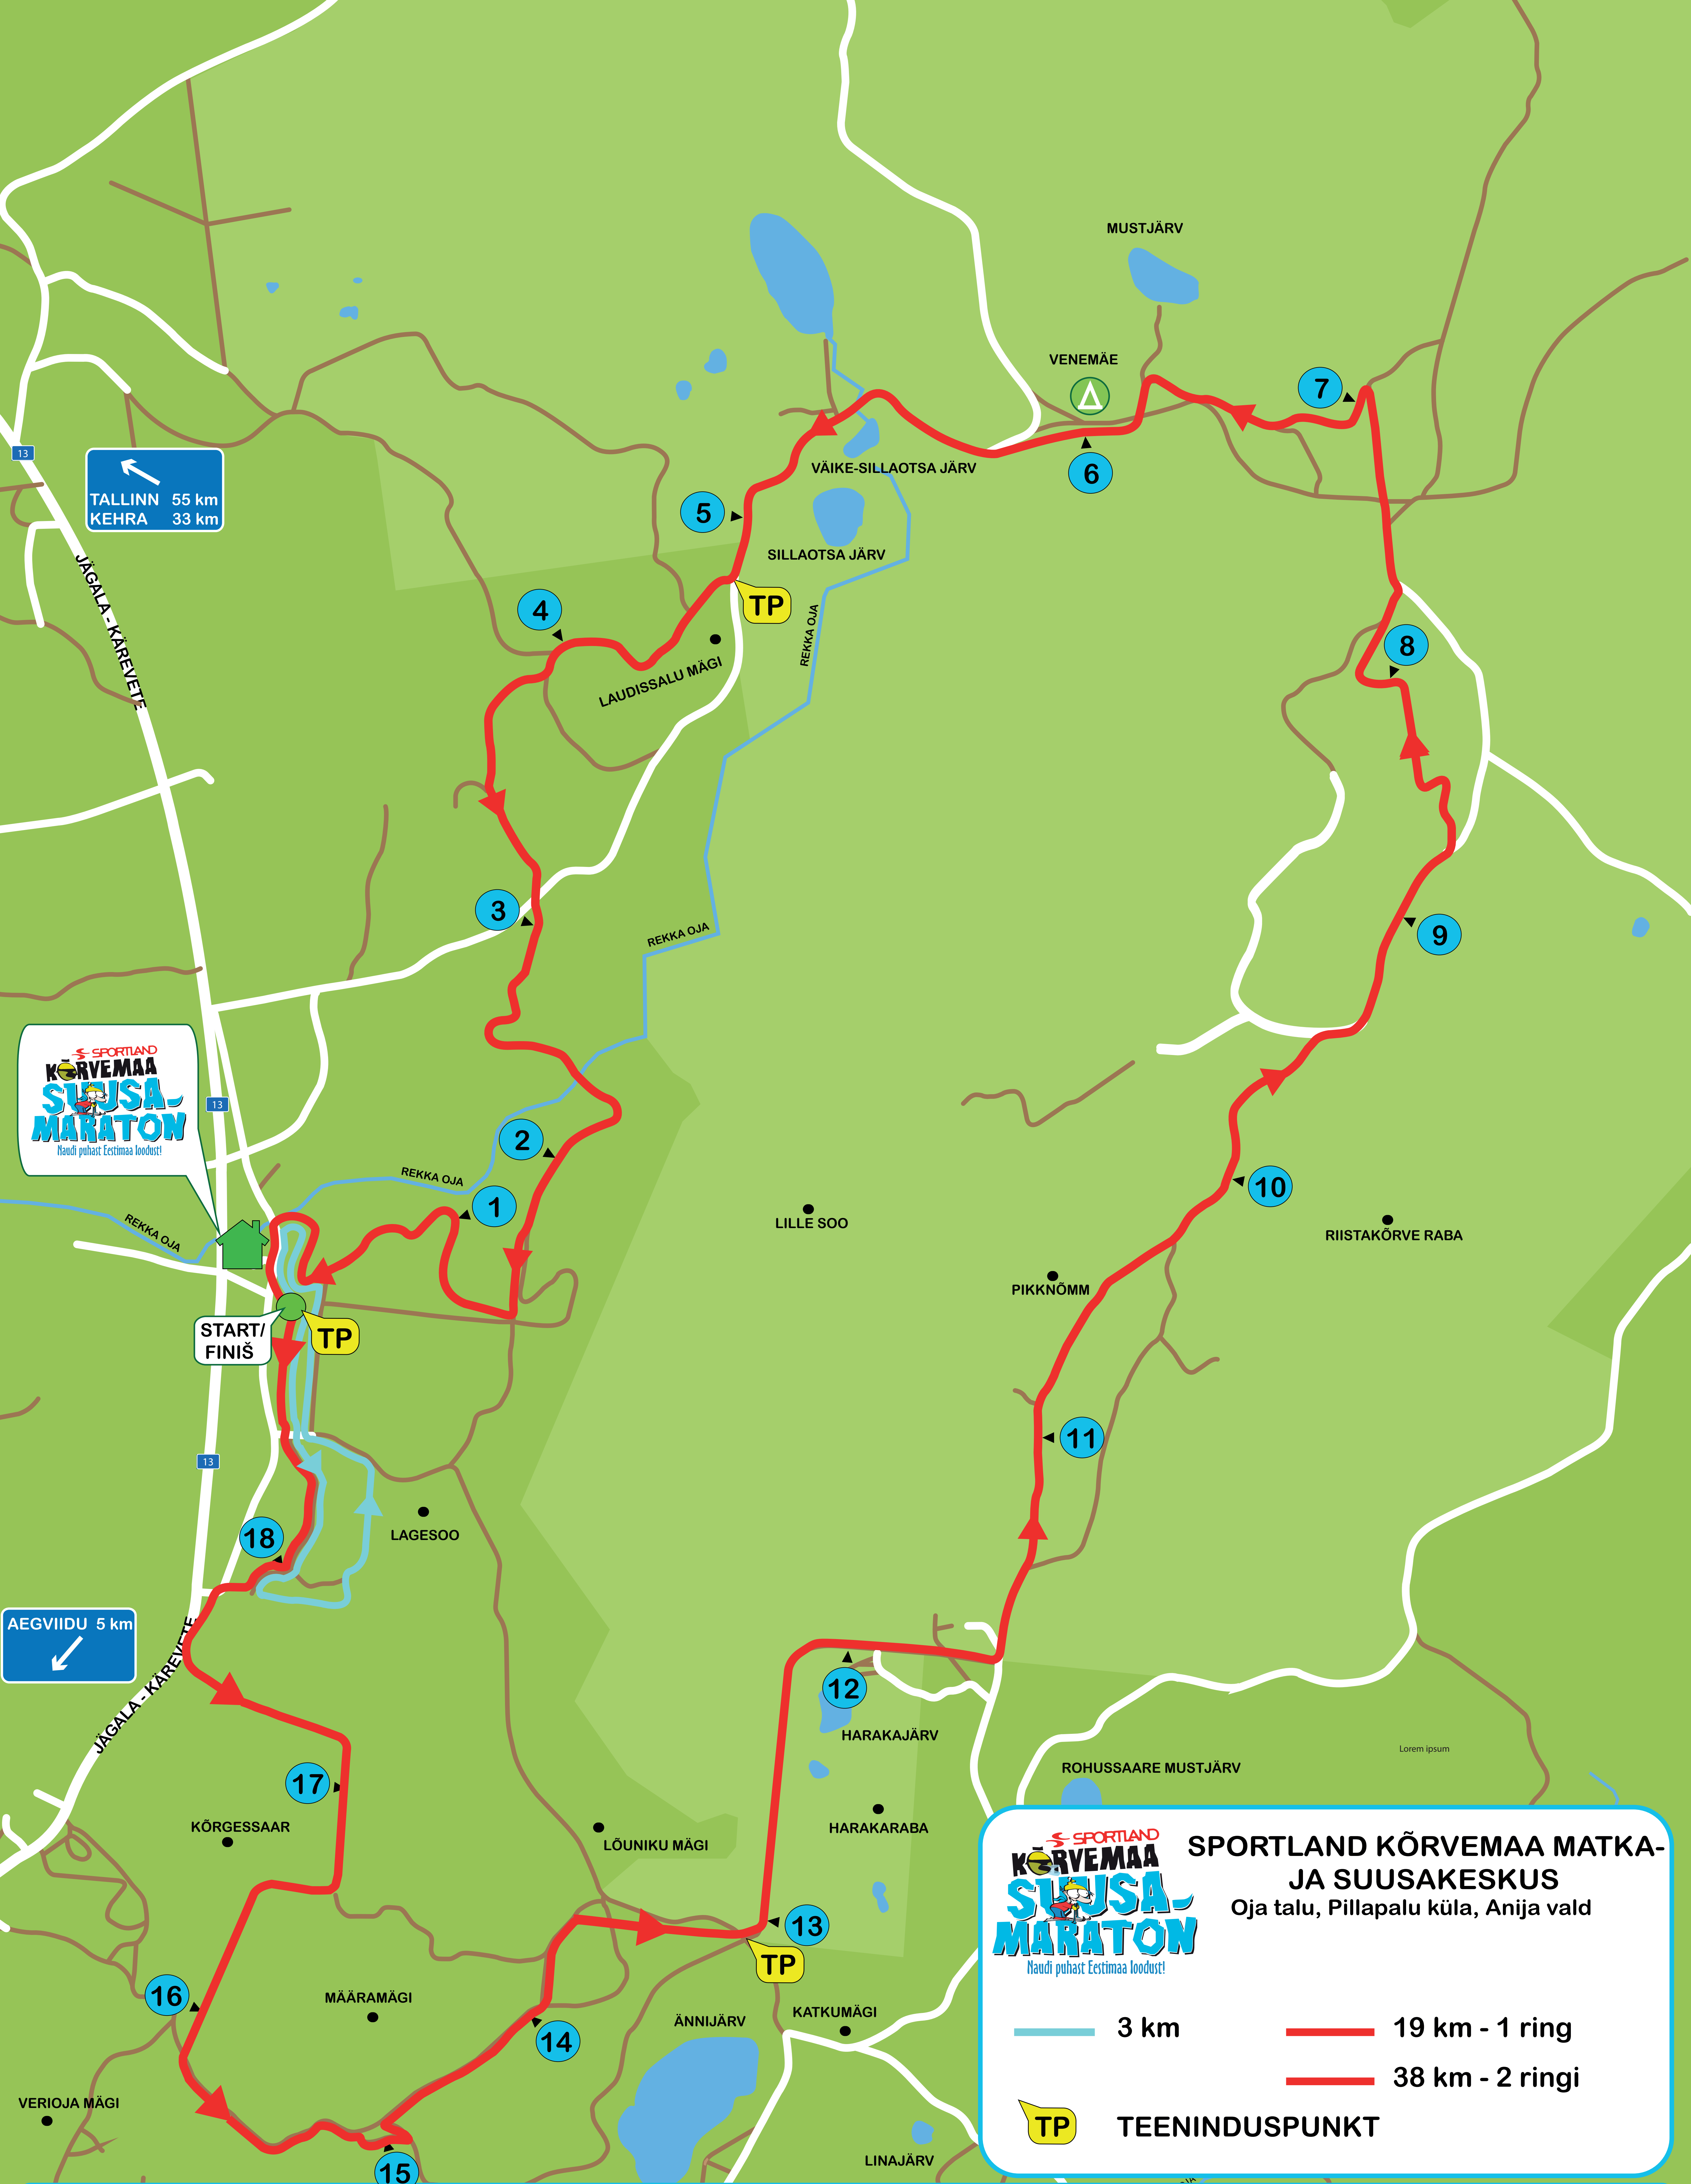 MUSTJÄRV
VENEMÄE
7
13
TALLINN 55 km
KEHRA 33 km
6
VÄIKE-SILLAOTSA JÄRV
5
SILLAOTSA JÄRV
JÄGALA - KÄREVETE
4
TP
REKKA OJA
8
LAUDISSALU MÄGI
3
9
REKKA OJA
SPORTLAND
KÕRVEMAA
SUUSA-
MARATON
Naudi puhast Eestimaa loodust!
13
2
REKKA OJA
1
10
REKKA OJA
LILLE SOO
RIISTAKÕRVE RABA
PIKKNÕMM
START/
FINIŠ
TP
11
13
18
LAGESOO
AEGVIIDU 5 km
JÄGALA - KÄREVETE
12
HARAKAJÄRV
Lorem ipsum
ROHUSSAARE MUSTJÄRV
17
KÕRGESSAAR
HARAKARABA
LÕUNIKU MÄGI
13
TP
16
MÄÄRAMÄGI
ÄNNIJÄRV
KATKUMÄGI
14
VERIOJA MÄGI
15
LINAJÄRV
SPORTLAND
KÕRVEMAA
SUUSA-
MARATON
Naudi puhast Eestimaa loodust!
SPORTLAND KÕRVEMAA MATKA-
JA SUUSAKESKUS
Oja talu, Pillapalu küla, Anija vald
3 km
19 km - 1 ring
38 km - 2 ringi
TP
TEENINDUSPUNKT